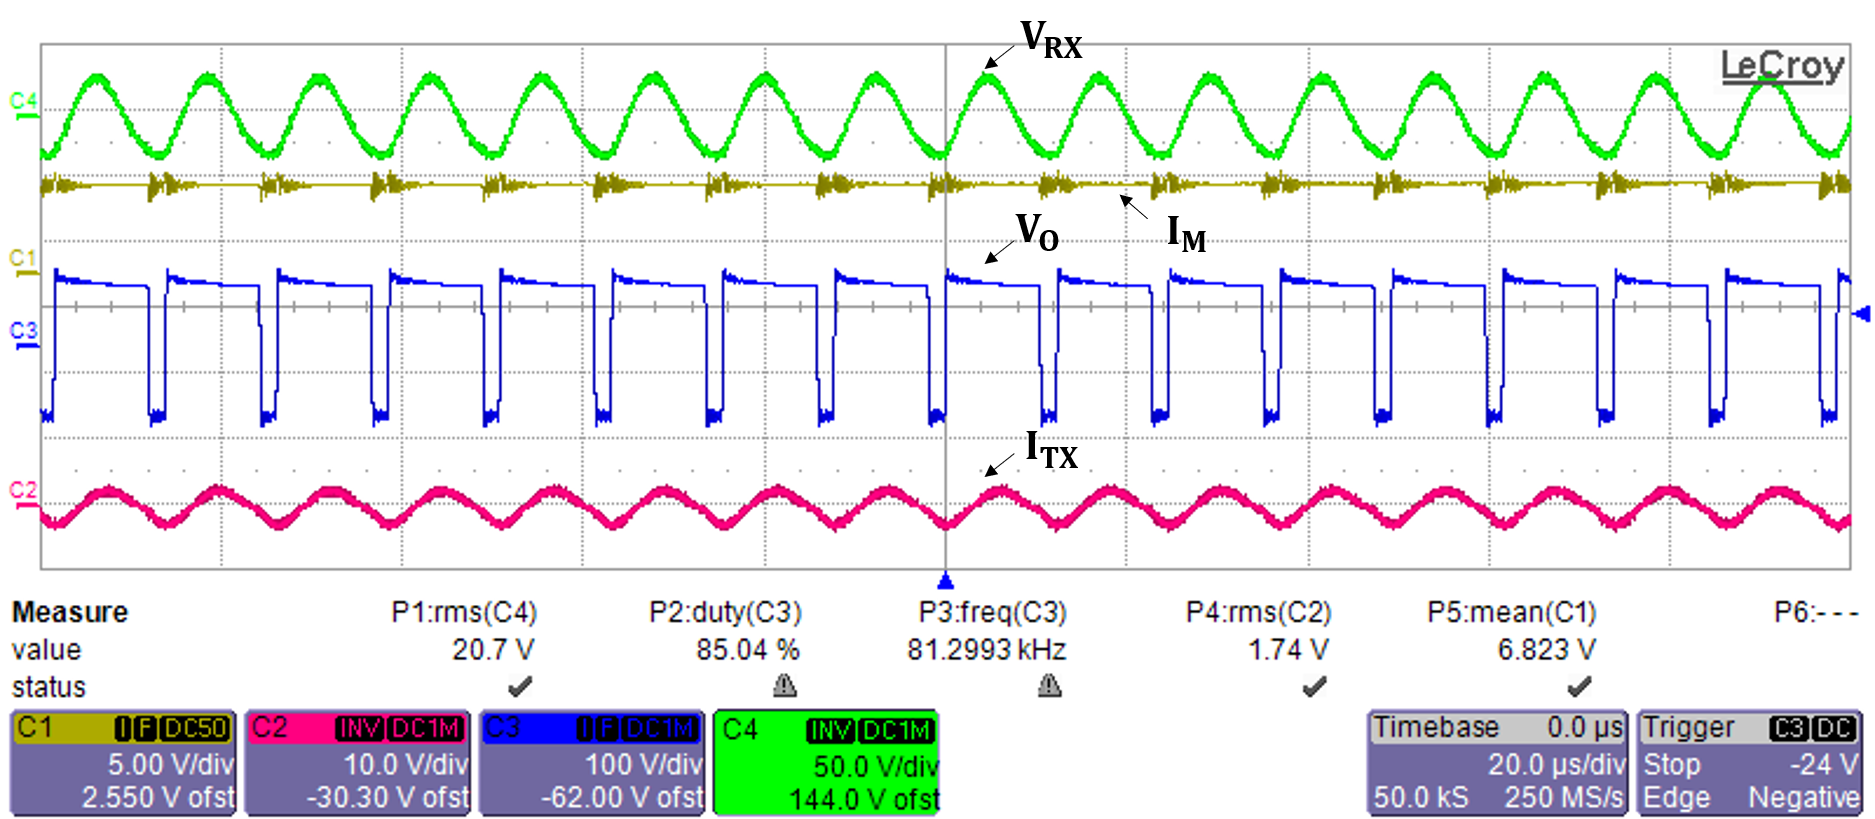 V_RX
LeCroy
C4
I_M
V_O
C1
C3
I_TX
C2
Measure P1:rms(C4) P2:duty(C3) P3:freq(C3) P4:rms(C2) P5:mean(C1) P6:- - -
value 20.7 V 85.04 % 81.2993 kHz 1.74 V 6.823 V
status
C1 I F DC50
5.00 V/div
2.550 V ofst
C2 INV DC1M
10.0 V/div
-30.30 V ofst
C3 I F DC1M
100 V/div
-62.00 V ofst
C4 INV DC1M
50.0 V/div
144.0 V ofst
Timebase 0.0 µs
20.0 µs/div
50.0 kS 250 MS/s
Trigger C3 DC
Stop -24 V
Edge Negative